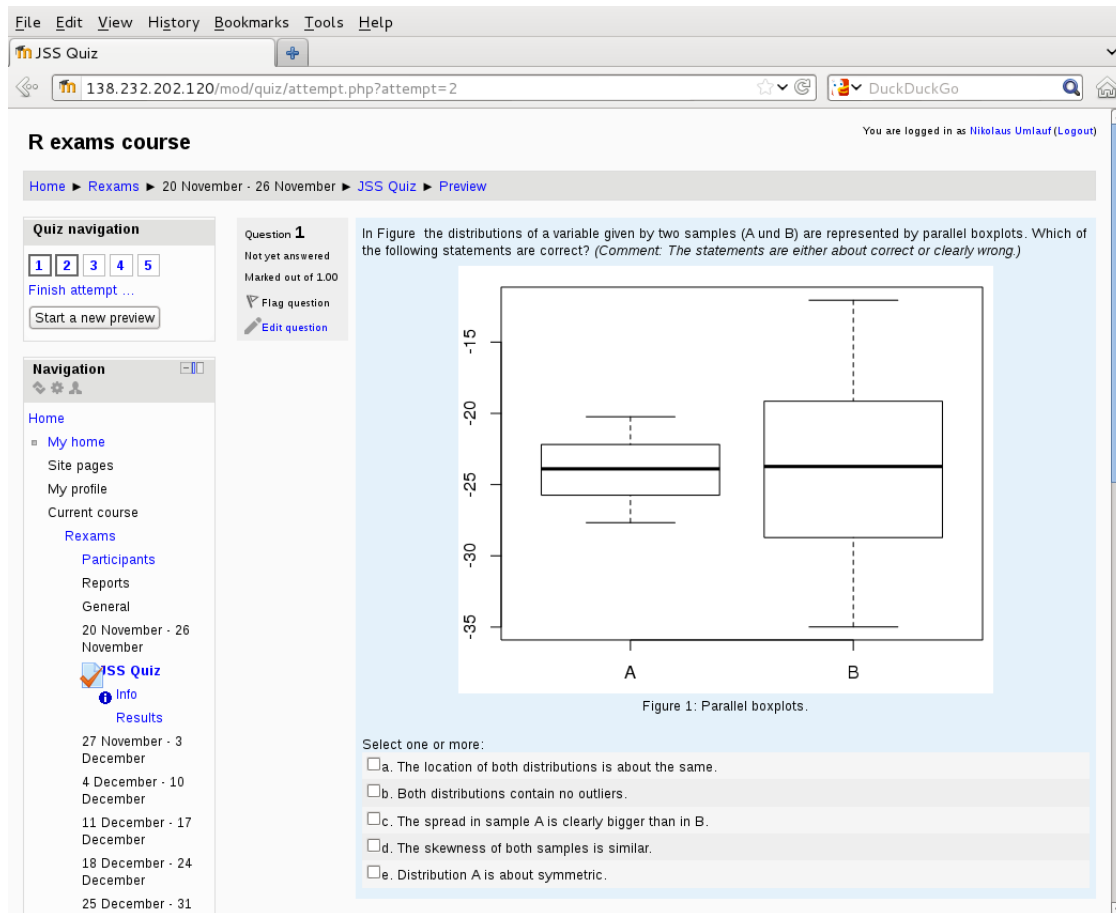 File Edit View History Bookmarks Tools Help
JSS Quiz
138.232.202.120/mod/quiz/attempt.php?attempt=2
DuckDuckGo
R exams course
You are logged in as Nikolaus Umlauf (Logout)
Home ► Rexams ► 20 November - 26 November ► JSS Quiz ► Preview
Quiz navigation
1 2 3 4 5
Finish attempt ...
Start a new preview
Navigation
Home
My home
Site pages
My profile
Current course
Rexams
Participants
Reports
General
20 November - 26
November
JSS Quiz
Info
Results
27 November - 3
December
4 December - 10
December
11 December - 17
December
18 December - 24
December
25 December - 31
Question 1
Not yet answered
Marked out of 1.00
Flag question
Edit question
In Figure the distributions of a variable given by two samples (A und B) are represented by parallel boxplots. Which of
the following statements are correct? (Comment: The statements are either about correct or clearly wrong.)
-15
-20
-25
-30
-35
A B
Figure 1: Parallel boxplots.
Select one or more:
a. The location of both distributions is about the same.
b. Both distributions contain no outliers.
c. The spread in sample A is clearly bigger than in B.
d. The skewness of both samples is similar.
e. Distribution A is about symmetric.